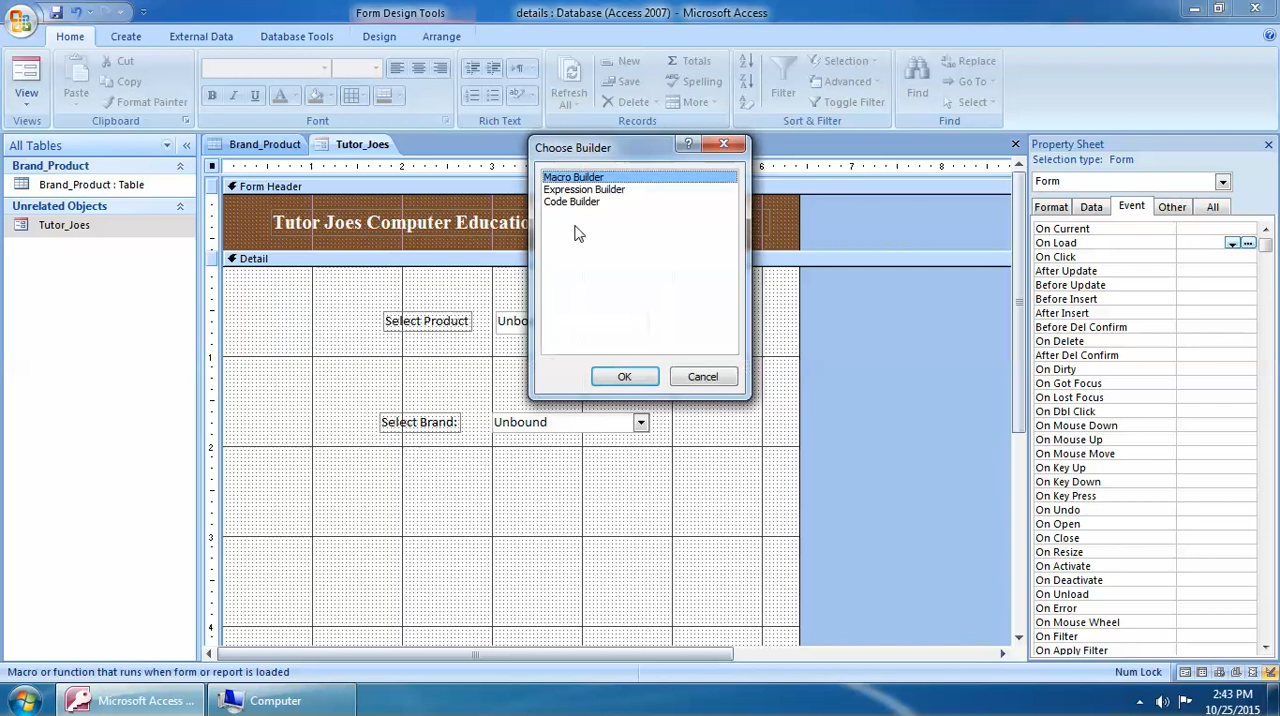 Form Design Tools
details : Database (Access 2007) - Microsoft Access
Home
Create
External Data
Database Tools
Design
Arrange
View
Views
Paste
Cut
Copy
Format Painter
Clipboard
B I U
Font
Rich Text
Refresh All
New
Save
Delete
Totals
Spelling
More
Records
Filter
Selection
Advanced
Toggle Filter
Sort & Filter
Find
Replace
Go To
Select
Find
All Tables
Brand_Product
Brand_Product : Table
Unrelated Objects
Tutor_Joes
Brand_Product
Tutor_Joes
1 2 6
Form Header
Tutor Joes Computer Educatio
Detail
Select Product
Unbo
Select Brand:
Unbound
1
2
3
4
Choose Builder
Macro Builder
Expression Builder
Code Builder
OK
Cancel
Property Sheet
Selection type: Form
Form
Format
Data
Event
Other
All
On Current
On Load
On Click
After Update
Before Update
Before Insert
After Insert
Before Del Confirm
On Delete
After Del Confirm
On Dirty
On Got Focus
On Lost Focus
On Dbl Click
On Mouse Down
On Mouse Up
On Mouse Move
On Key Up
On Key Down
On Key Press
On Undo
On Open
On Close
On Resize
On Activate
On Deactivate
On Unload
On Error
On Mouse Wheel
On Filter
On Apply Filter
Macro or function that runs when form or report is loaded
Num Lock
Microsoft Access ...
Computer
2:43 PM
10/25/2015